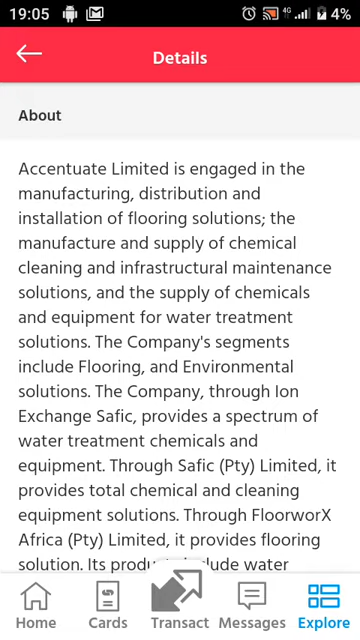 19:05
4G
4%
Details
About
Accentuate Limited is engaged in the
manufacturing, distribution and
installation of flooring solutions; the
manufacture and supply of chemical
cleaning and infrastructural maintenance
solutions, and the supply of chemicals
and equipment for water treatment
solutions. The Company's segments
include Flooring, and Environmental
solutions. The Company, through Ion
Exchange Safic, provides a spectrum of
water treatment chemicals and
equipment. Through Safic (Pty) Limited, it
provides total chemical and cleaning
equipment solutions. Through FloorworX
Africa (Pty) Limited, it provides flooring
solution. Its include water
Home Cards Transact Messages Explore